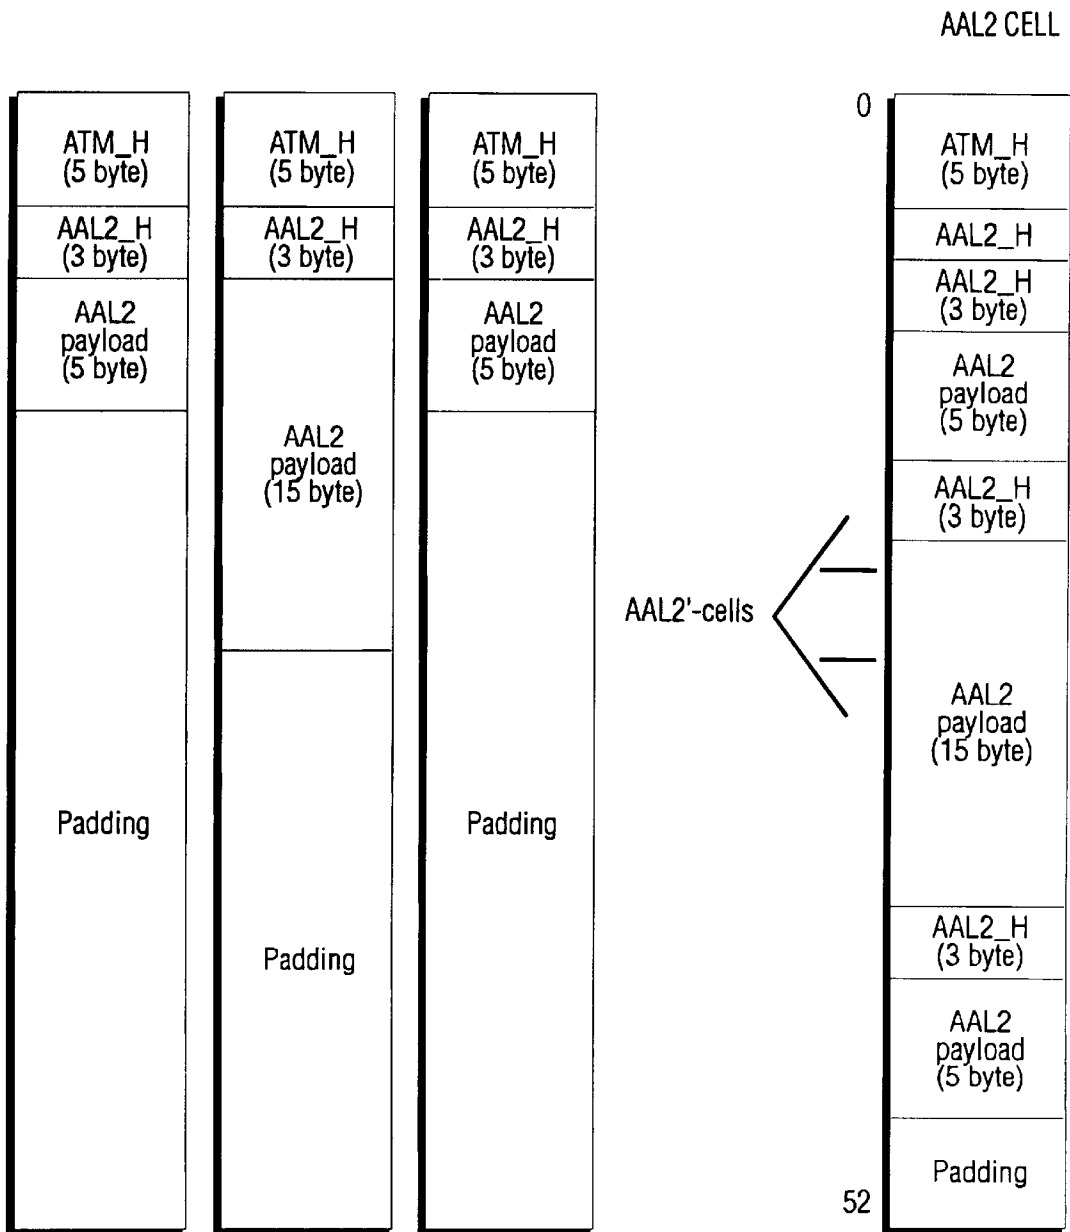 AAL2 CELL
ATM_H
(5 byte)
AAL2_H
(3 byte)
AAL2
payload
(5 byte)
Padding
ATM_H
(5 byte)
AAL2_H
(3 byte)
AAL2
payload
(15 byte)
Padding
ATM_H
(5 byte)
AAL2_H
(3 byte)
AAL2
payload
(5 byte)
Padding
AAL2'-cells
0
ATM_H
(5 byte)
AAL2_H
AAL2_H
(3 byte)
AAL2
payload
(5 byte)
AAL2_H
(3 byte)
AAL2
payload
(15 byte)
AAL2_H
(3 byte)
AAL2
payload
(5 byte)
Padding
52